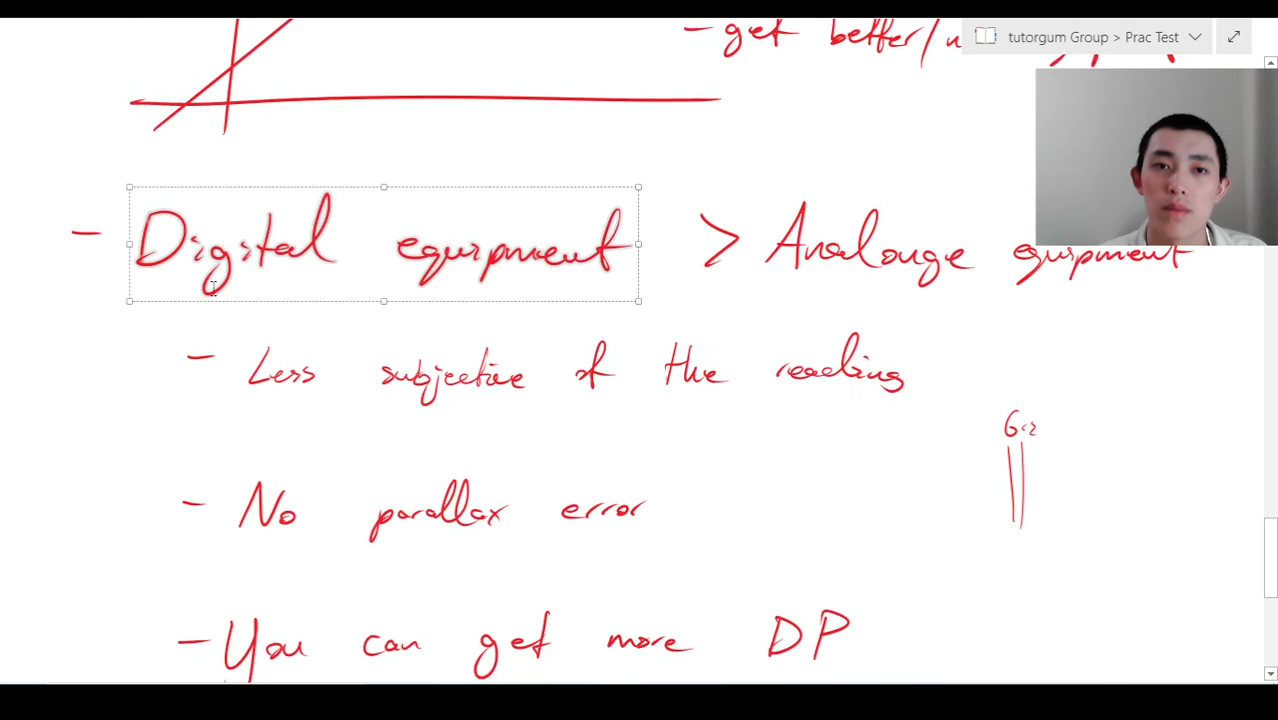 - get better/
tutorgum Group > Prac Test
- Digital equipment > Analouge equipment
- Less subjective of the reading
- No parallax error
- You can get more DP